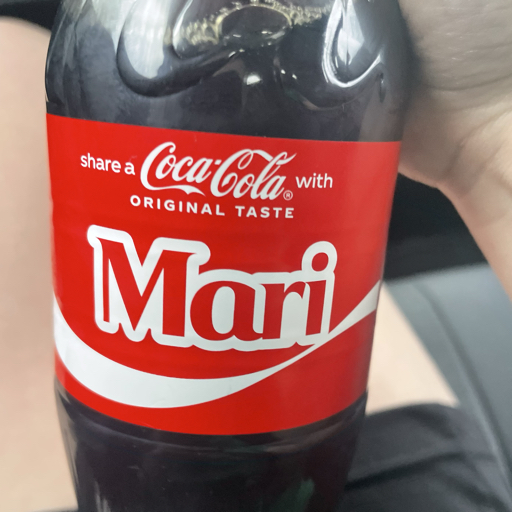 share a Coca-Cola® with
ORIGINAL TASTE
Mari